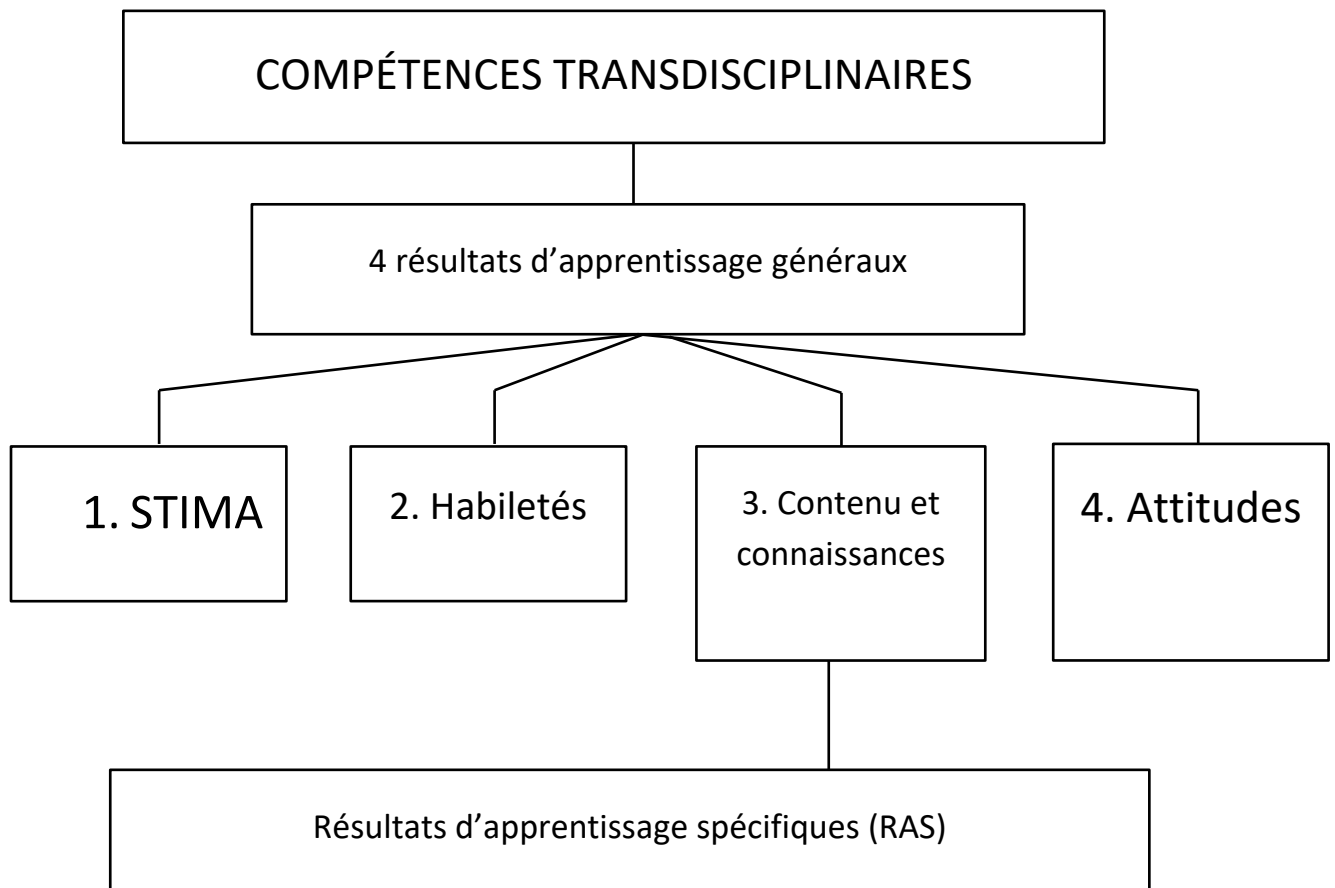 COMPÉTENCES TRANSDISCIPLINAIRES
4 résultats d’apprentissage généraux
1. STIMA
2. Habiletés
3. Contenu et
connaissances
4. Attitudes
Résultats d’apprentissage spécifiques (RAS)